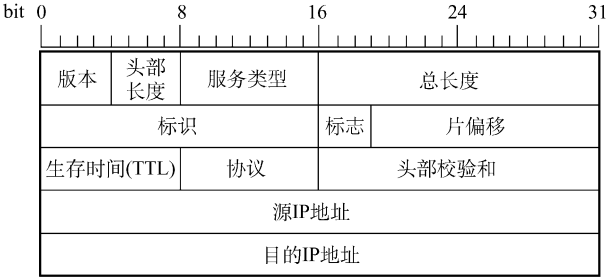 bit 0 8 16 24 31
版本 头部长度 服务类型 总长度
标识 标志 片偏移
生存时间(TTL) 协议 头部校验和
源IP地址
目的IP地址